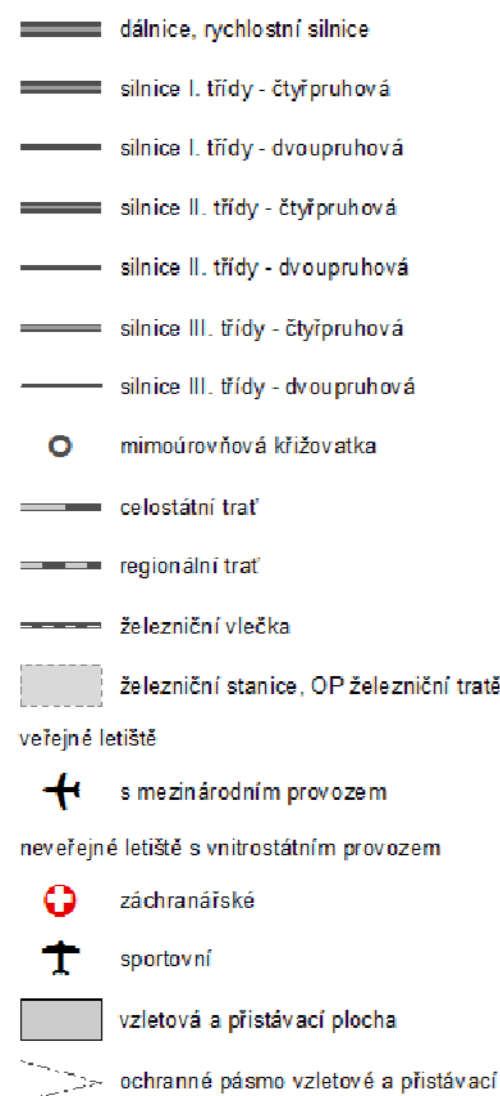 dálnice, rychlostní silnice
silnice I. třídy - čtyřpruhová
silnice I. třídy - dvoupruhová
silnice II. třídy - čtyřpruhová
silnice II. třídy - dvoupruhová
silnice III. třídy - čtyřpruhová
silnice III. třídy - dvoupruhová
mimoúrovňová křižovatka
celostátní trať
regionální trať
železniční vlečka
železniční stanice, OP železniční tratě
veřejné letiště
s mezinárodním provozem
neveřejné letiště s vnitrostátním provozem
záchranářské
sportovní
vzletová a přistávací plocha
ochranné pásmo vzletové a přistávací